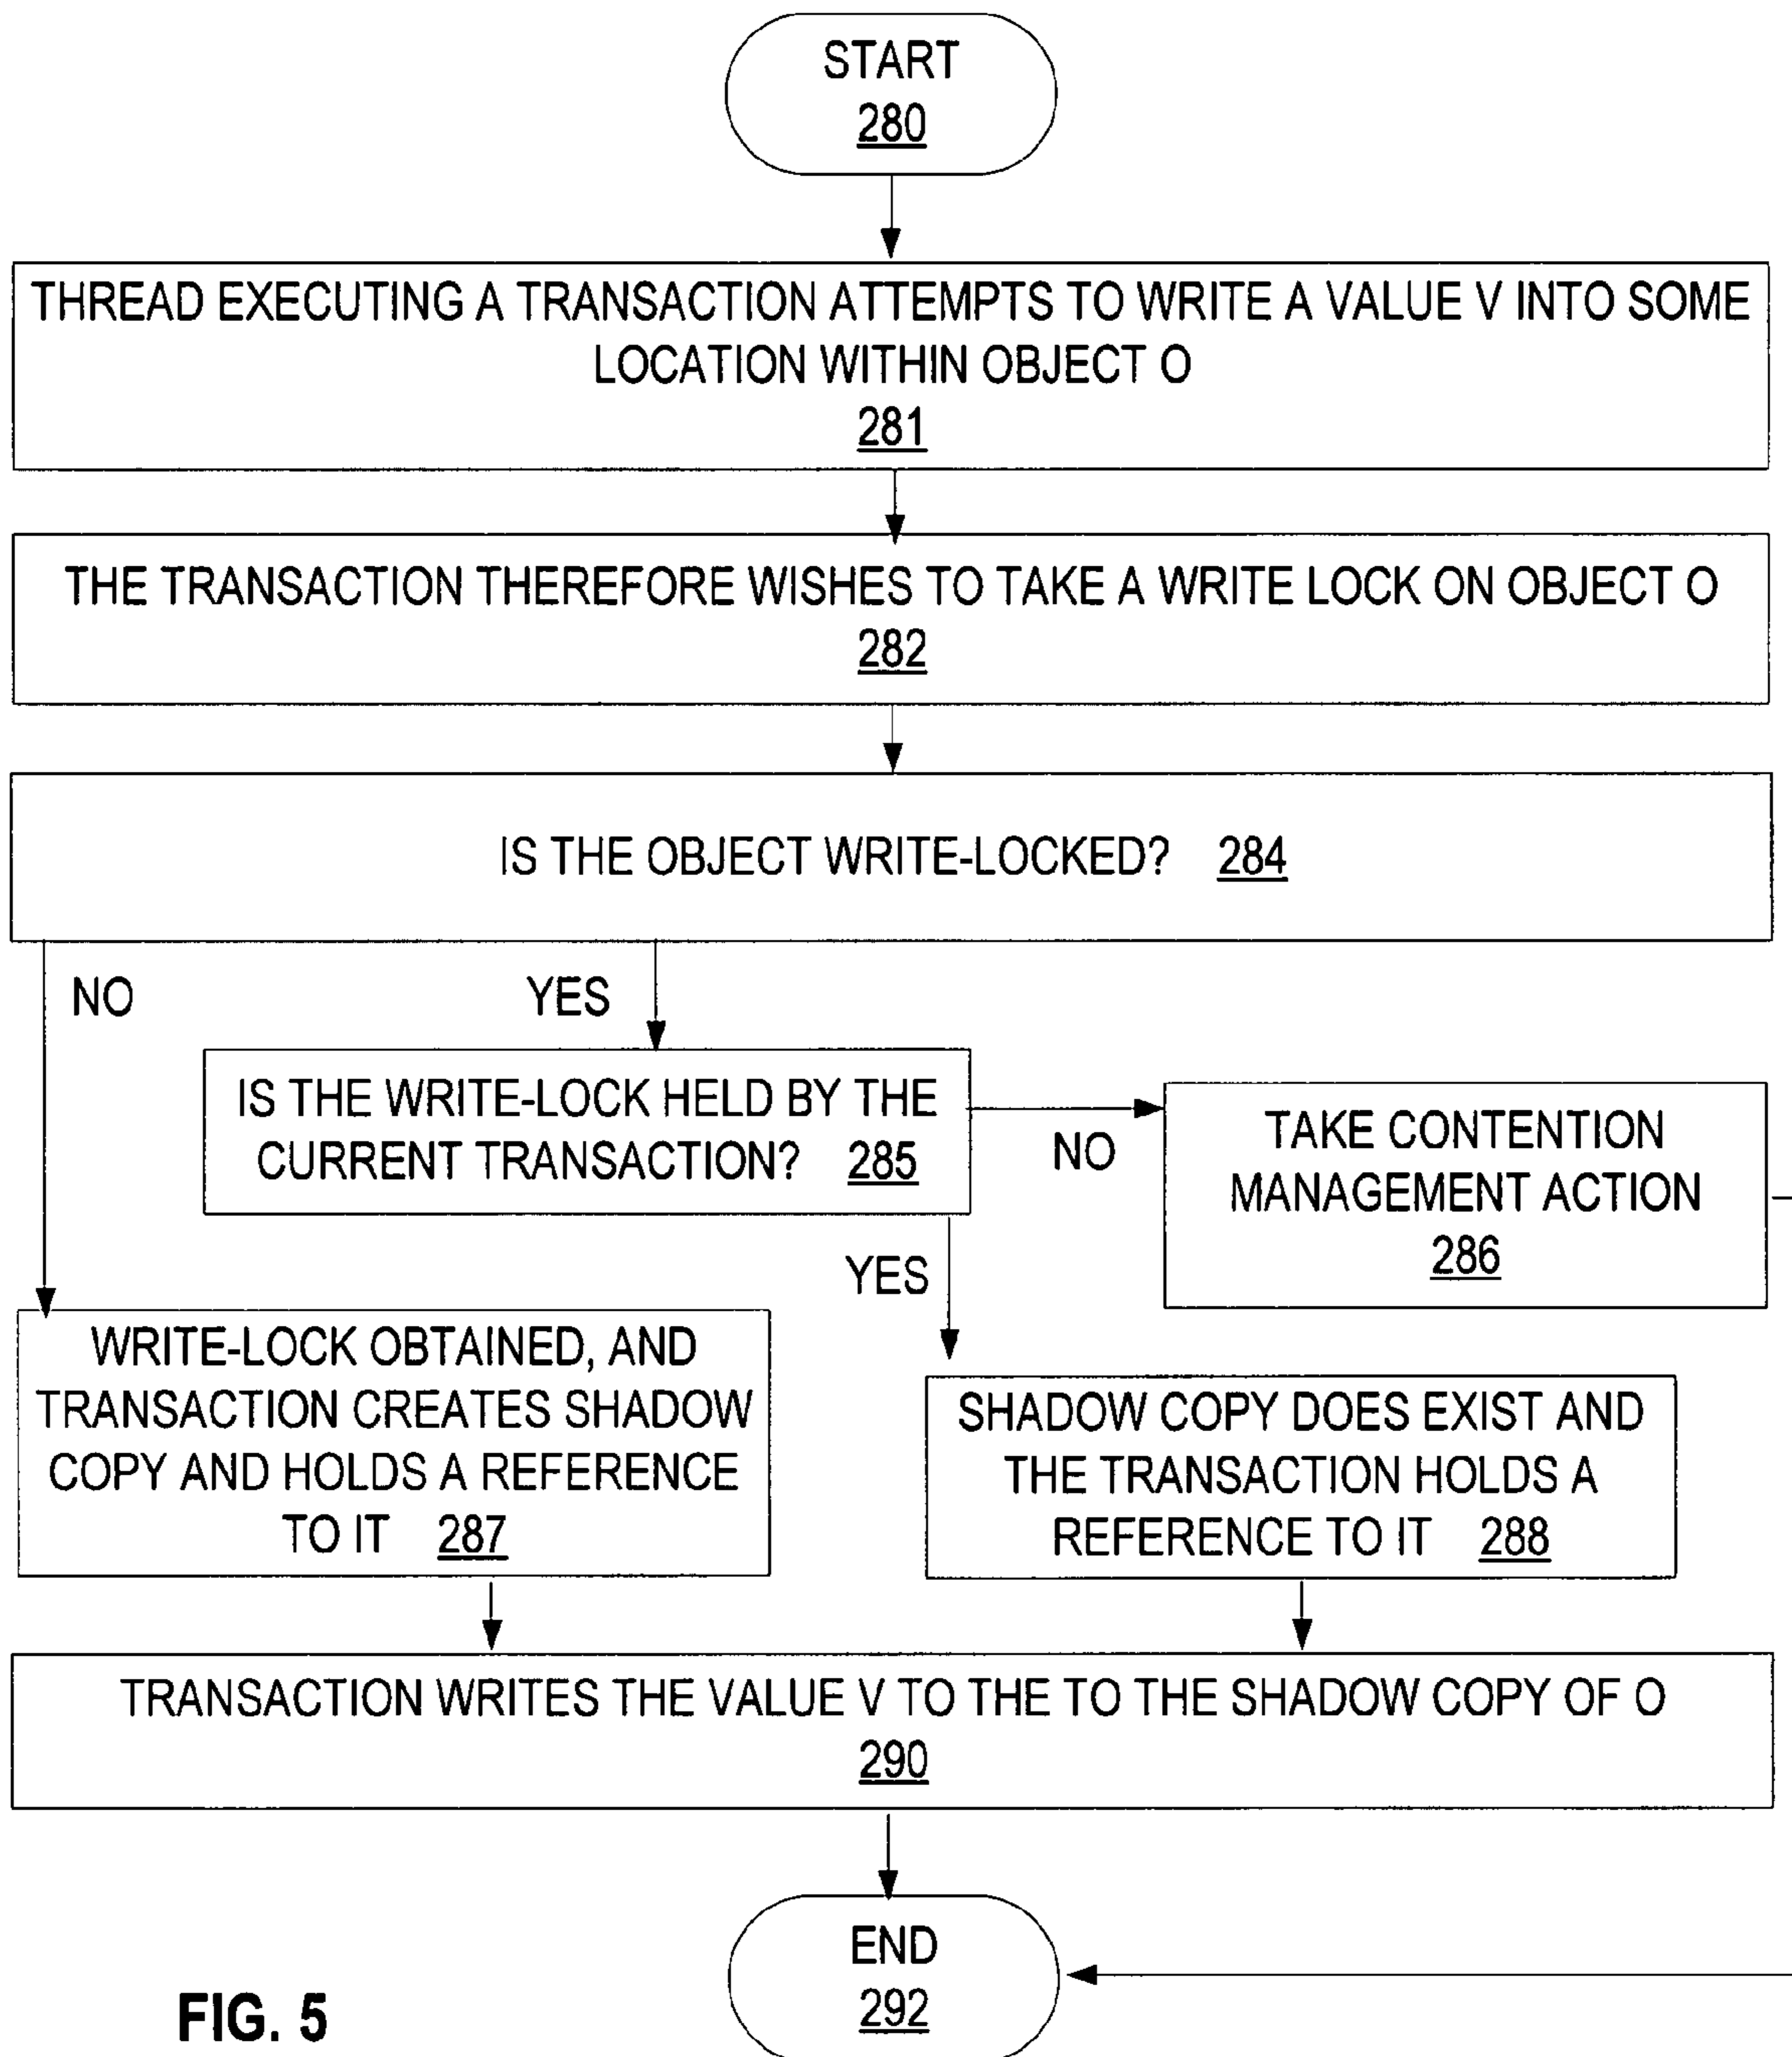 START
280
THREAD EXECUTING A TRANSACTION ATTEMPTS TO WRITE A VALUE V INTO SOME
LOCATION WITHIN OBJECT O
281
THE TRANSACTION THEREFORE WISHES TO TAKE A WRITE LOCK ON OBJECT O
282
IS THE OBJECT WRITE-LOCKED? 284
NO
YES
IS THE WRITE-LOCK HELD BY THE
CURRENT TRANSACTION? 285
NO
TAKE CONTENTION
MANAGEMENT ACTION
286
YES
WRITE-LOCK OBTAINED, AND
TRANSACTION CREATES SHADOW
COPY AND HOLDS A REFERENCE
TO IT 287
SHADOW COPY DOES EXIST AND
THE TRANSACTION HOLDS A
REFERENCE TO IT 288
TRANSACTION WRITES THE VALUE V TO THE TO THE SHADOW COPY OF O
290
END
292
FIG. 5